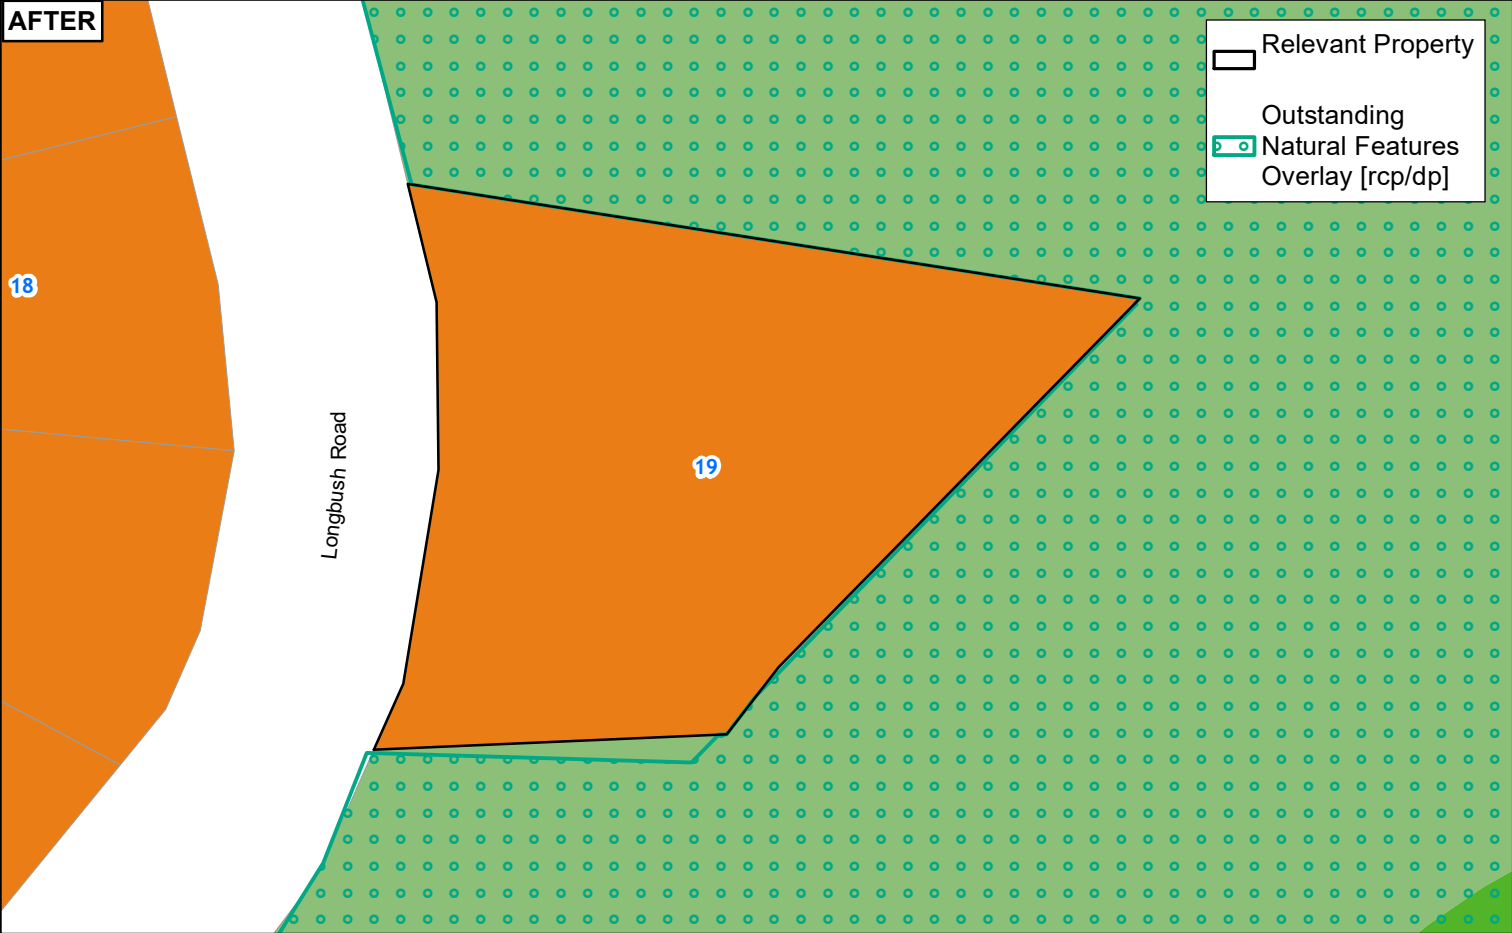 AFTER
Relevant Property
Outstanding
Natural Features
Overlay [rcp/dp]
18
19
Longbush Road